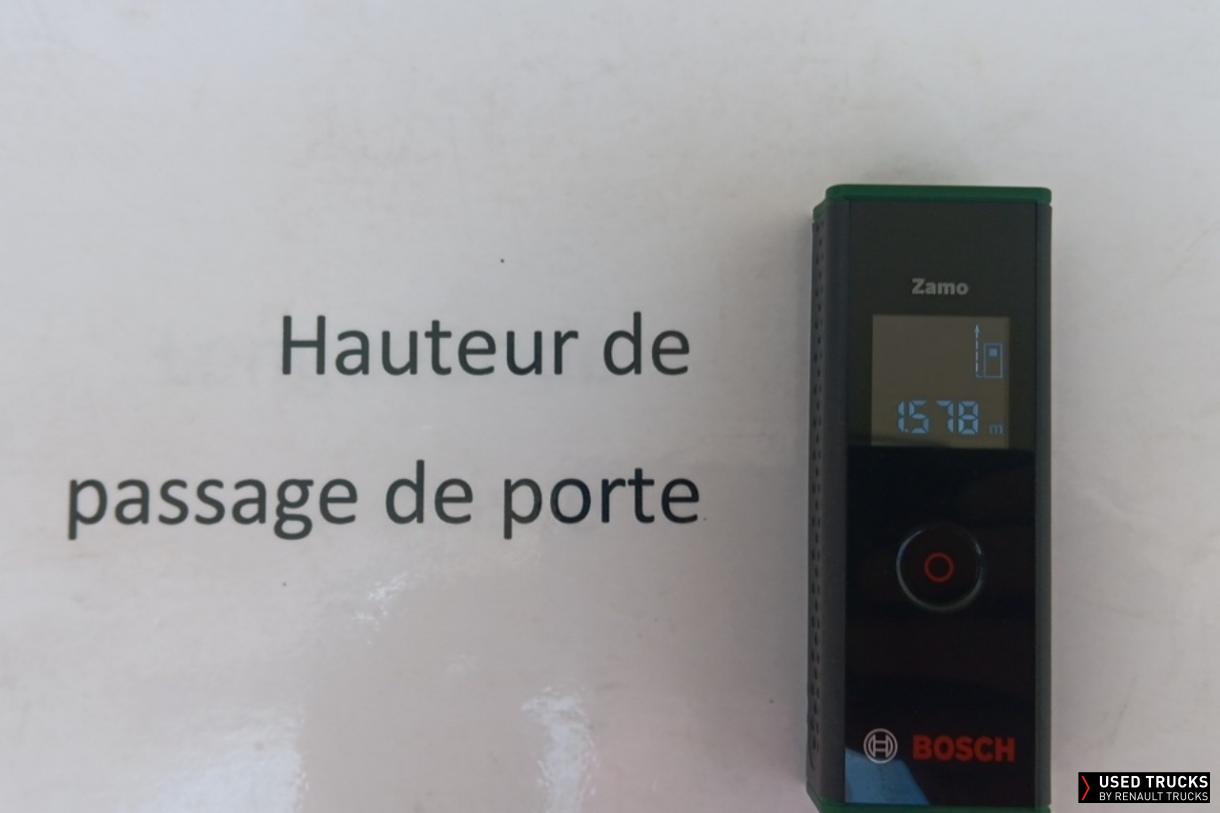 Hauteur de
passage de porte
Zamo
1.578 m
BOSCH
USED TRUCKS
BY RENAULT TRUCKS